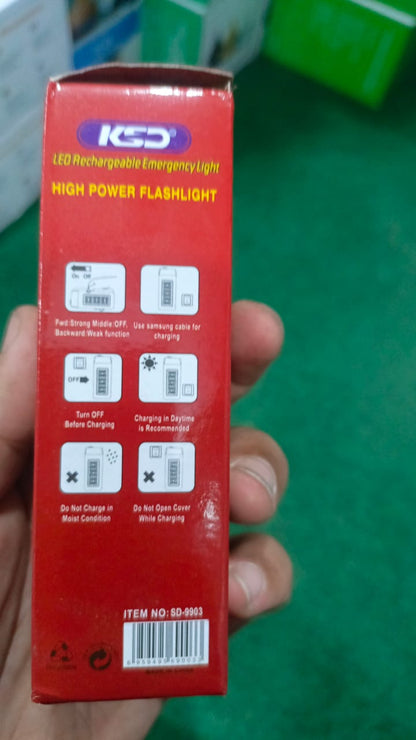 KSD
LED Rechargeable Emergency Light
HIGH POWER FLASHLIGHT
On Off
Fwd:Strong Middle:OFF.
Backward:Weak function
Use samsung cable for
charging
OFF
Turn OFF
Before Charging
Charging in Daytime
is Recommended
Do Not Charge in
Moist Condition
Do Not Open Cover
While Charging
ITEM NO: SD-9903